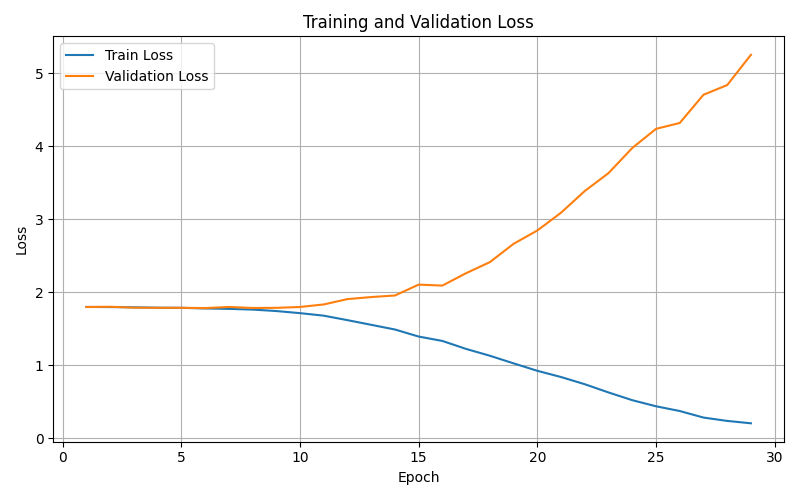 Training and Validation Loss
Train Loss
Validation Loss
Loss
5
4
3
2
1
0
0 5 10 15 20 25 30
Epoch